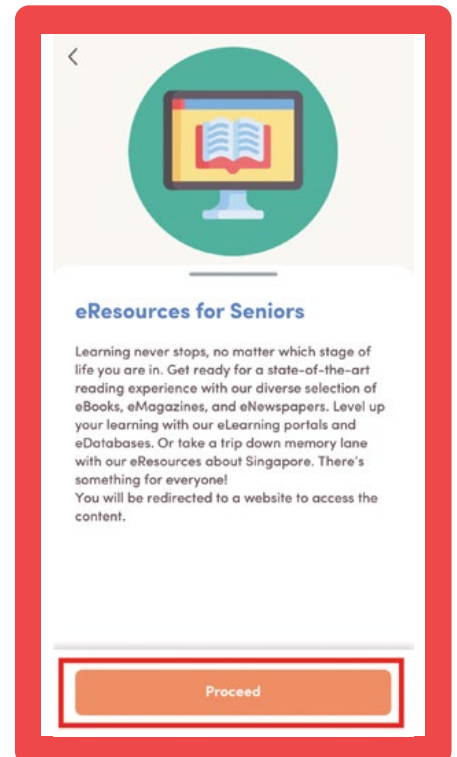 eResources for Seniors
Learning never stops, no matter which stage of
life you are in. Get ready for a state-of-the-art
reading experience with our diverse selection of
eBooks, eMagazines, and eNewspapers. Level up
your learning with our eLearning portals and
eDatabases. Or take a trip down memory lane
with our eResources about Singapore. There's
something for everyone!
You will be redirected to a website to access the
content.
Proceed